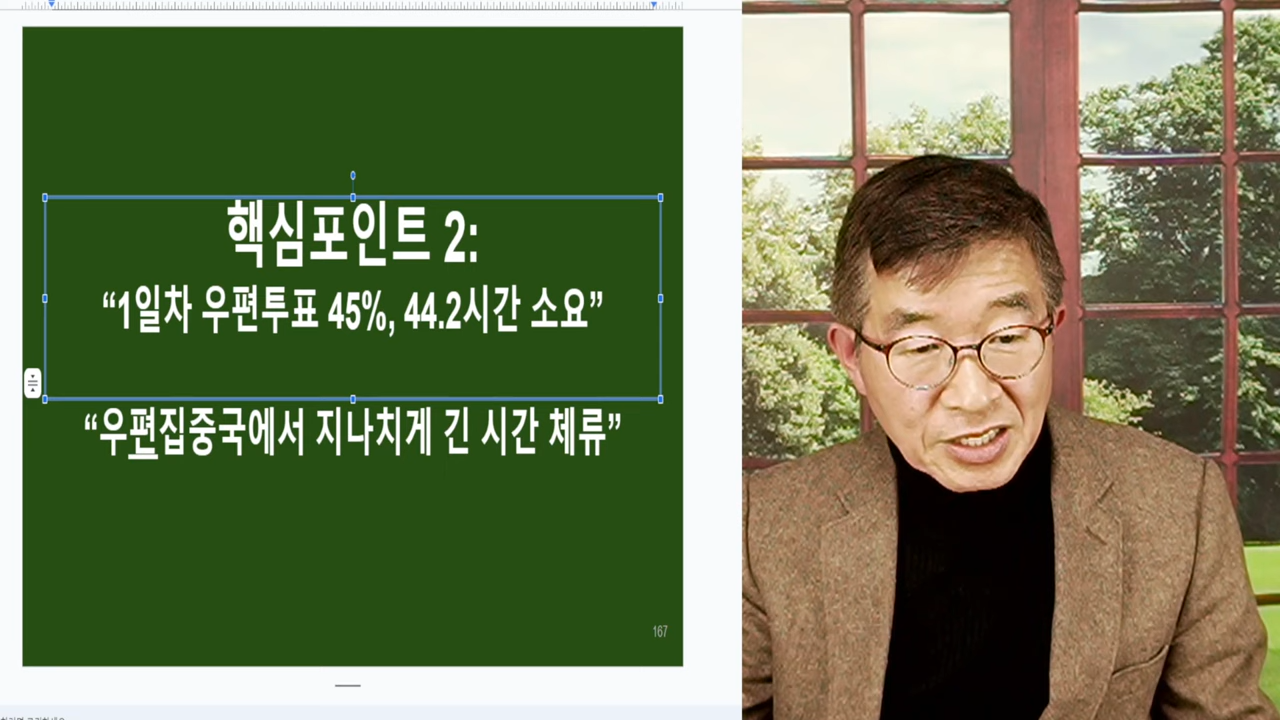 핵심포인트 2:
“1일차 우편투표 45%, 44.2시간 소요”
“우편집중국에서 지나치게 긴 시간 체류”
167